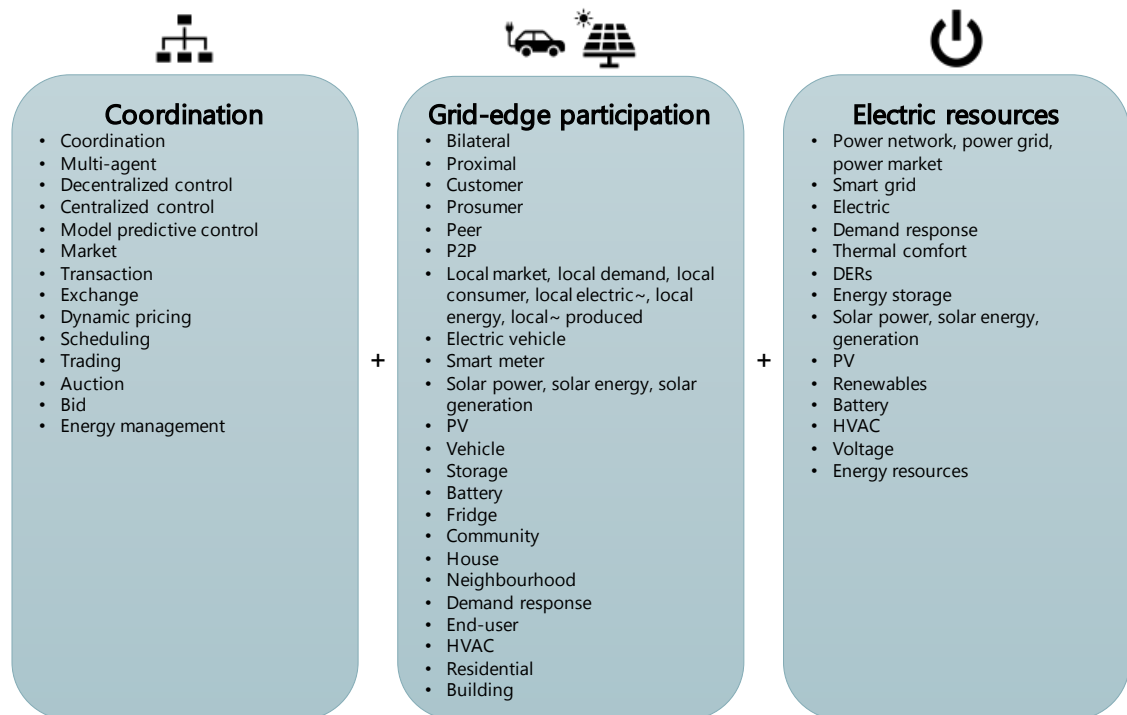 Coordination
• Coordination
• Multi-agent
• Decentralized control
• Centralized control
• Model predictive control
• Market
• Transaction
• Exchange
• Dynamic pricing
• Scheduling
• Trading
• Auction
• Bid
• Energy management
+
Grid-edge participation
• Bilateral
• Proximal
• Customer
• Prosumer
• Peer
• P2P
• Local market, local demand, local
consumer, local electric~, local
energy, local~ produced
• Electric vehicle
• Smart meter
• Solar power, solar energy, solar
generation
• PV
• Vehicle
• Storage
• Battery
• Fridge
• Community
• House
• Neighbourhood
• Demand response
• End-user
• HVAC
• Residential
• Building
+
Electric resources
• Power network, power grid,
power market
• Smart grid
• Electric
• Demand response
• Thermal comfort
• DERs
• Energy storage
• Solar power, solar energy,
generation
• PV
• Renewables
• Battery
• HVAC
• Voltage
• Energy resources